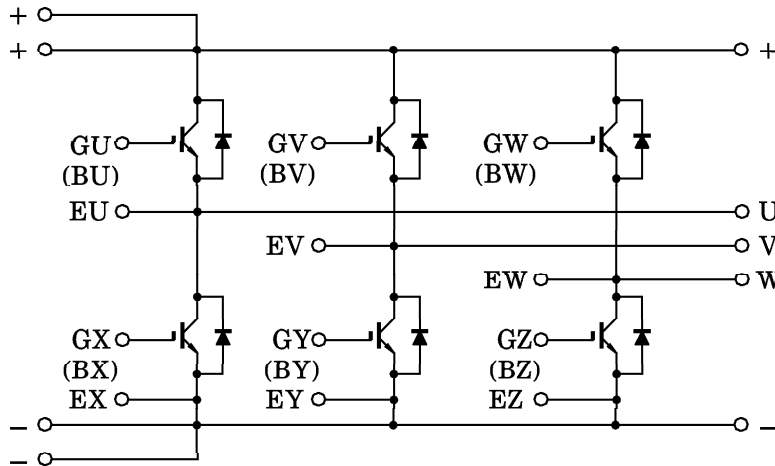 +
+ +
GU GV GW
(BU) (BV) (BW)
EU U
EV V
EW W
GX GY GZ
(BX) (BY) (BZ)
EX EY EZ
− −
−